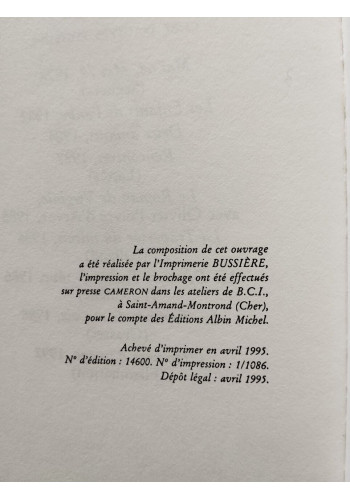 La composition de cet ouvrage
a été réalisée par l'Imprimerie BUSSIÈRE,
l'impression et le brochage ont été effectués
sur presse CAMERON dans les ateliers de B.C.I.,
à Saint-Amand-Montrond (Cher),
pour le compte des Éditions Albin Michel.
Achevé d'imprimer en avril 1995.
N° d'édition : 14600. N° d'impression : 1/1086.
Dépôt légal : avril 1995.